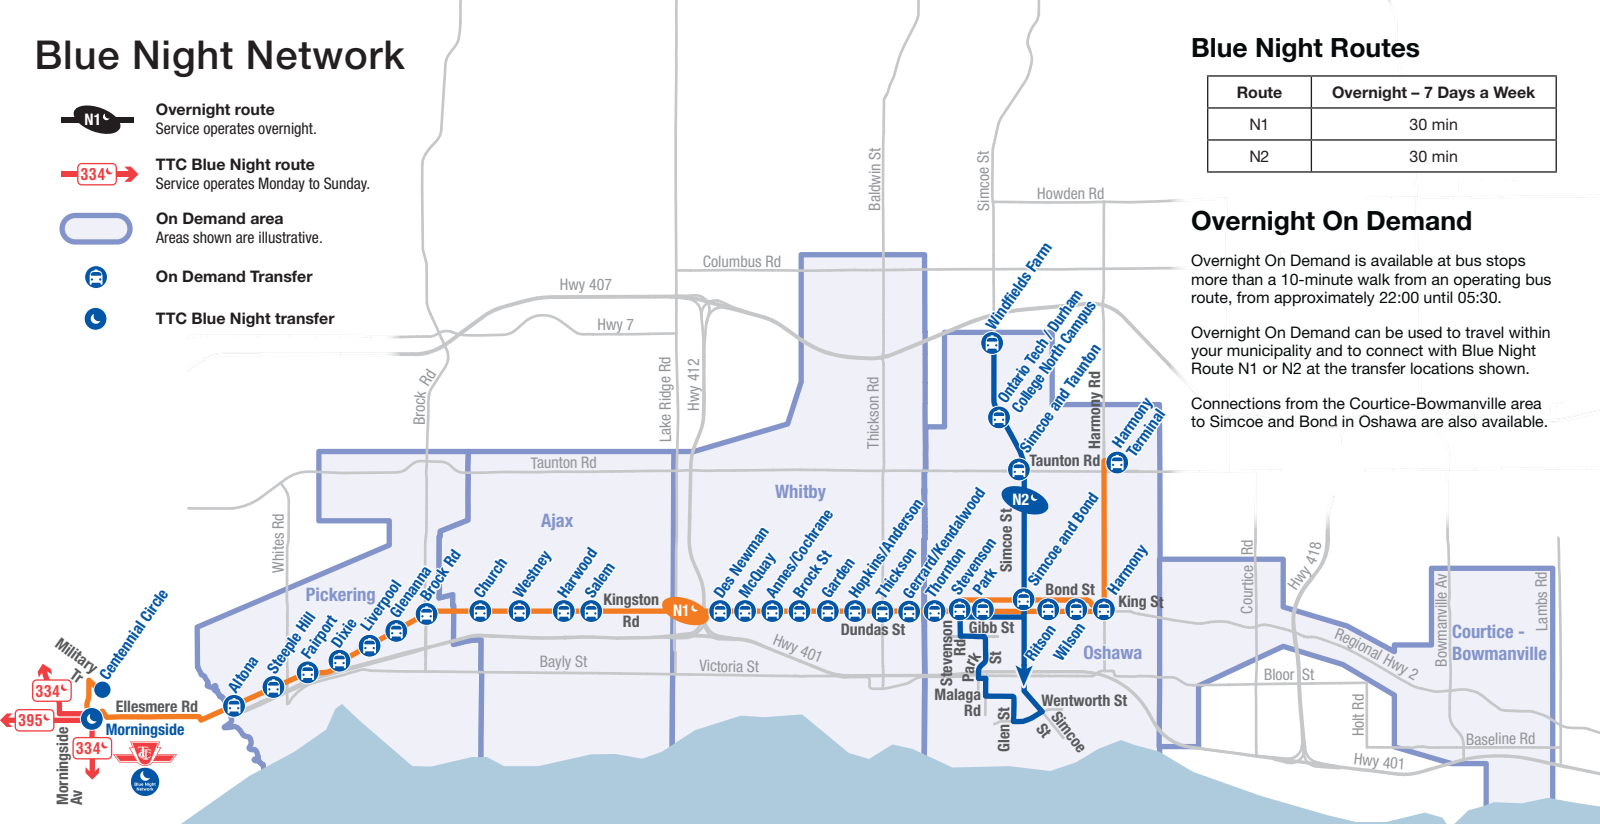 Blue Night Network
N1
Overnight route
Service operates overnight.
334
TTC Blue Night route
Service operates Monday to Sunday.
On Demand area
Areas shown are illustrative.
On Demand Transfer
TTC Blue Night transfer
Blue Night Routes
Route
Overnight – 7 Days a Week
N1
30 min
N2
30 min
Overnight On Demand
Overnight On Demand is available at bus stops
more than a 10-minute walk from an operating bus
route, from approximately 22:00 until 05:30.
Overnight On Demand can be used to travel within
your municipality and to connect with Blue Night
Route N1 or N2 at the transfer locations shown.
Connections from the Courtice-Bowmanville area
to Simcoe and Bond in Oshawa are also available.
Baldwin St
Simcoe St
Howden Rd
Columbus Rd
Hwy 407
Hwy 7
Brock Rd
Lake Ridge Rd
Hwy 412
Thickson Rd
Harmony Rd
Taunton Rd
Taunton Rd
Whites Rd
Windfields Farm
Ontario Tech / Durham
College North Campus
Simcoe and Taunton
Harmony
Terminal
N2
Simcoe St
Simcoe and Bond
Whitby
Ajax
Pickering
Oshawa
Courtice -
Bowmanville
Military
Tr
Centennial Circle
334
395
334
Morningside
Morningside
Av
TTC
Blue Night
Network
Ellesmere Rd
Altona
Steeple Hill
Fairport
Dixie
Liverpool
Glenanna
Brock Rd
Church
Westney
Harwood
Salem
Kingston
Rd
N1
Des Newman
McQuay
Annes/Cochrane
Brock St
Garden
Hopkins/Anderson
Thickson
Gerrard/Kendalwood
Thornton
Stevenson
Park
Dundas St
Bond St
King St
Harmony
Ritson
Wilson
Gibb St
Stevenson
Rd
Park
St
Malaga
Rd
Glen St
Wentworth St
Simcoe
St
Hwy 401
Bayly St
Victoria St
Courtice Rd
Hwy 418
Bowmanville Av
Lambs Rd
Regional Hwy 2
Bloor St
Holt Rd
Baseline Rd
Hwy 401